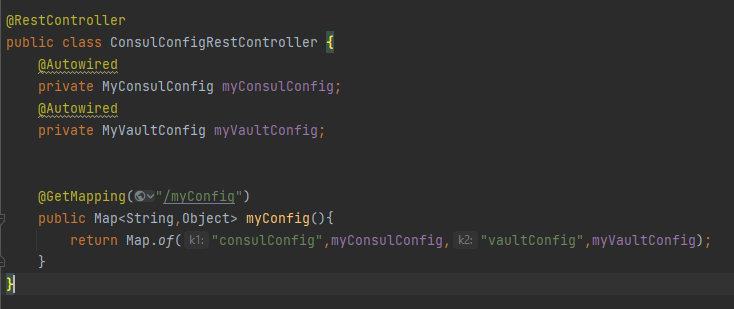 @RestController
public class ConsulConfigRestController {
@Autowired
private MyConsulConfig myConsulConfig;
@Autowired
private MyVaultConfig myVaultConfig;
@GetMapping("/myConfig")
public Map<String,Object> myConfig(){
return Map.of( k1: "consulConfig",myConsulConfig, k2: "vaultConfig",myVaultConfig);
}
}